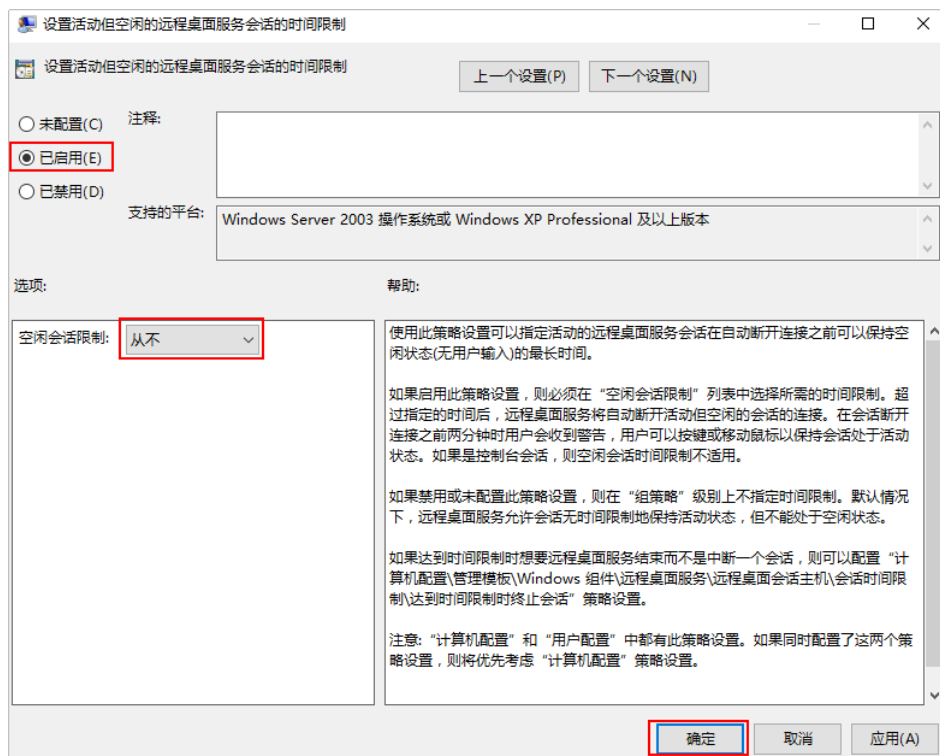 设置活动但空闲的远程桌面服务会话的时间限制
设置活动但空闲的远程桌面服务会话的时间限制
上一个设置(P)
下一个设置(N)
未配置(C)
注释:
已启用(E)
已禁用(D)
支持的平台:
Windows Server 2003 操作系统或 Windows XP Professional 及以上版本
选项:
帮助:
空闲会话限制:
从不
使用此策略设置可以指定活动的远程桌面服务会话在自动断开连接之前可以保持空
闲状态(无用户输入)的最长时间。
如果启用此策略设置，则必须在“空闲会话限制”列表中选择所需的时间限制。超
过指定的时间后，远程桌面服务将自动断开活动但空闲的会话的连接。在会话断开
连接之前两分钟时用户会收到警告，用户可以按键或移动鼠标以保持会话处于活动
状态。如果是控制台会话，则空闲会话时间限制不适用。
如果禁用或未配置此策略设置，则在“组策略”级别上不指定时间限制。默认情况
下，远程桌面服务允许会话无时间限制地保持活动状态，但不能处于空闲状态。
如果达到时间限制时想要远程桌面服务结束而不是中断一个会话，则可以配置“计
算机配置\管理模板\Windows 组件\远程桌面服务\远程桌面会话主机\会话时间限
制\达到时间限制时终止会话”策略设置。
注意:“计算机配置”和“用户配置”中都有此策略设置。如果同时配置了这两个策
略设置，则将优先考虑“计算机配置”策略设置。
确定
取消
应用(A)